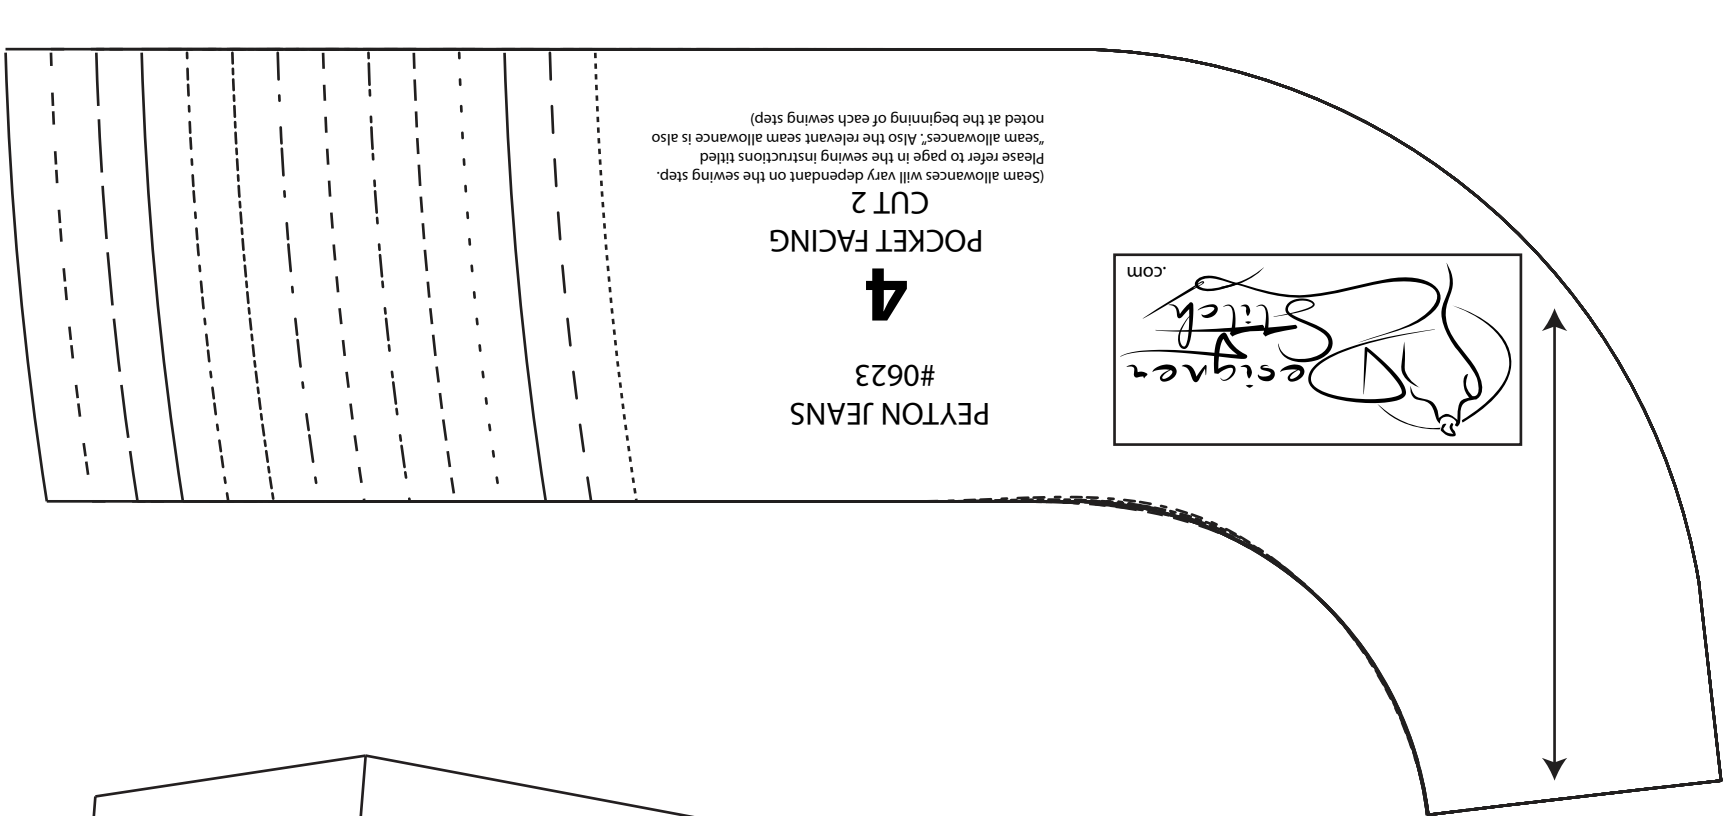 PEYTON JEANS
#0623
4
POCKET FACING
CUT 2
(Seam allowances will vary dependant on the sewing step.
Please refer to page in the sewing instructions titled
“seam allowances”. Also the relevant seam allowance is also
noted at the beginning of each sewing step)
Designer
Stitch
.com